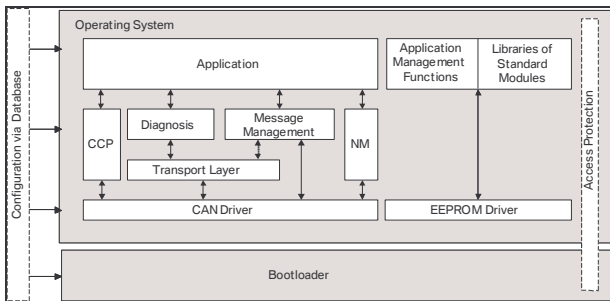 Configuration via Database
Operating System
Application
Application
Management
Functions
Libraries of
Standard
Modules
CCP
Diagnosis
Message
Management
NM
Transport Layer
CAN Driver
EEPROM Driver
Access Protection
Bootloader